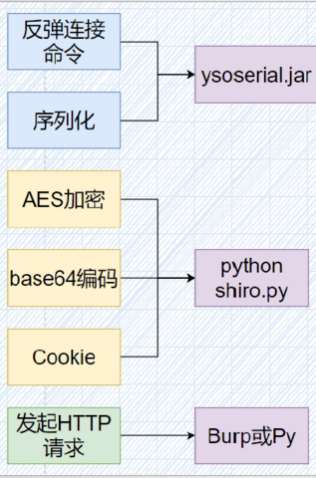 反弹连接
命令
ysoserial.jar
序列化
AES加密
base64编码
python
shiro.py
Cookie
发起HTTP
请求
Burp或Py